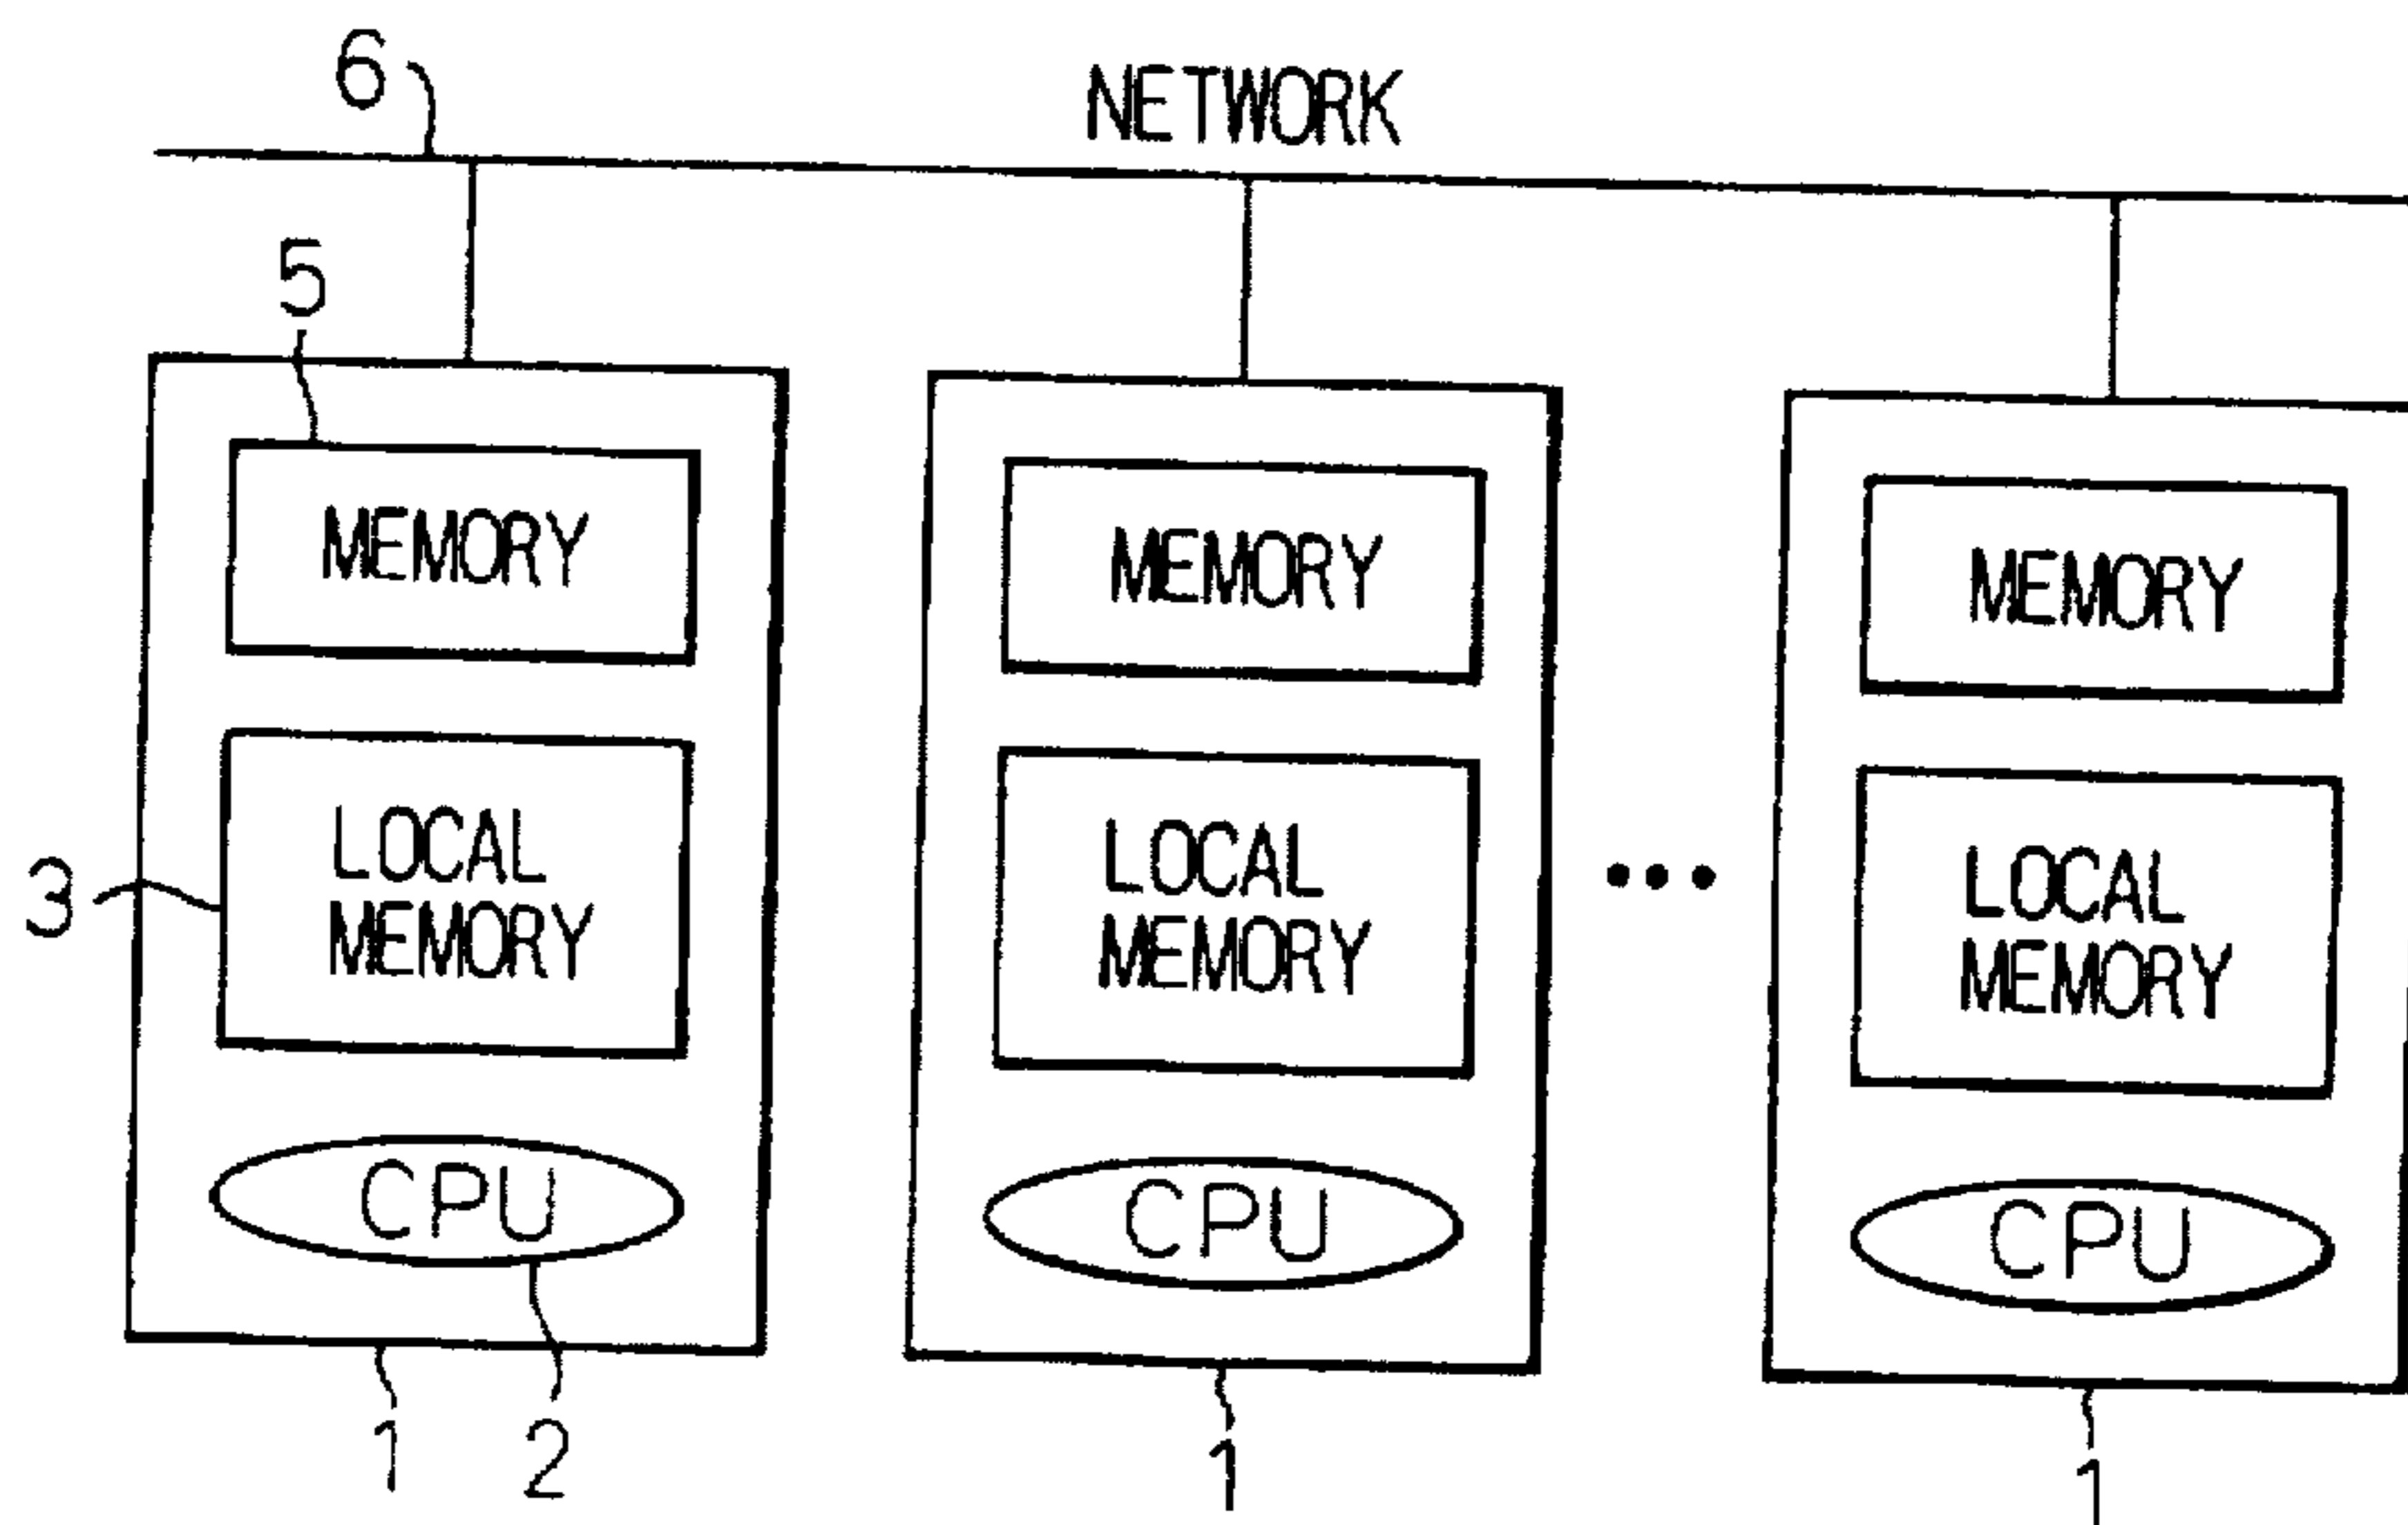 6
NETWORK
5
MEMORY
MEMORY
MEMORY
3
LOCAL
MEMORY
LOCAL
MEMORY
LOCAL
MEMORY
CPU
CPU
CPU
1
2
1
1